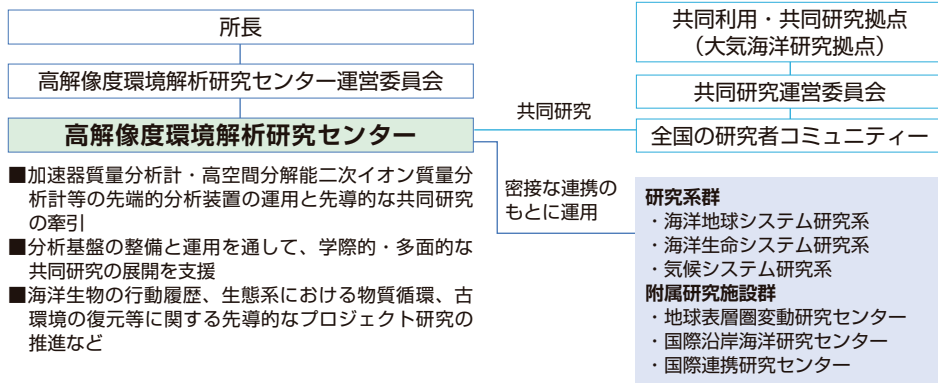 所長
高解像度環境解析研究センター運営委員会
高解像度環境解析研究センター
■加速器質量分析計・高空間分解能二次イオン質量分
析計等の先端的分析装置の運用と先導的な共同研究
の牽引
■分析基盤の整備と運用を通して、学際的・多面的な
共同研究の展開を支援
■海洋生物の行動履歴、生態系における物質循環、古
環境の復元等に関する先導的なプロジェクト研究の
推進など
共同研究
密接な連携の
もとに運用
共同利用・共同研究拠点
（大気海洋研究拠点）
共同研究運営委員会
全国の研究者コミュニティー
研究系群
・海洋地球システム研究系
・海洋生命システム研究系
・気候システム研究系
附属研究施設群
・地球表層圏変動研究センター
・国際沿岸海洋研究センター
・国際連携研究センター